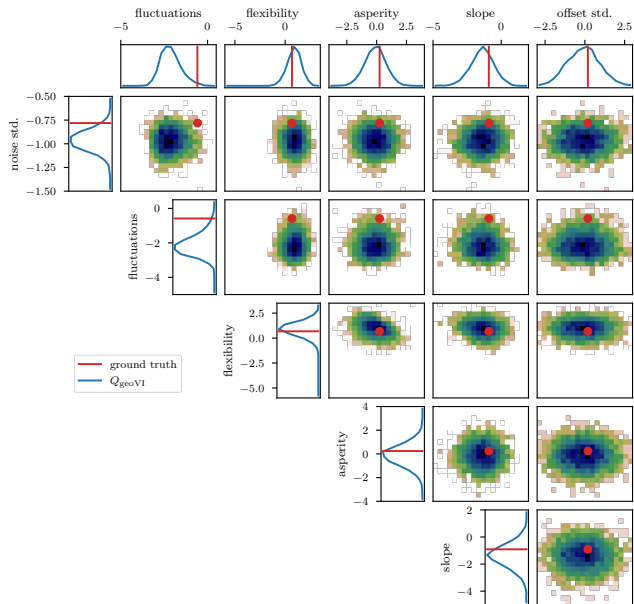 fluctuations flexibility asperity slope offset std.
−5 0 −5 0 −2.5 0.0 2.5 0 −2.5 0.0 2.5
noise std.
−0.50
−0.75
−1.00
−1.25
−1.50
fluctuations
0
−2
−4
flexibility
2.5
0.0
−2.5
−5.0
ground truth
Q geoVI
asperity
4
2
0
−2
−4
slope
2
0
−2
−4